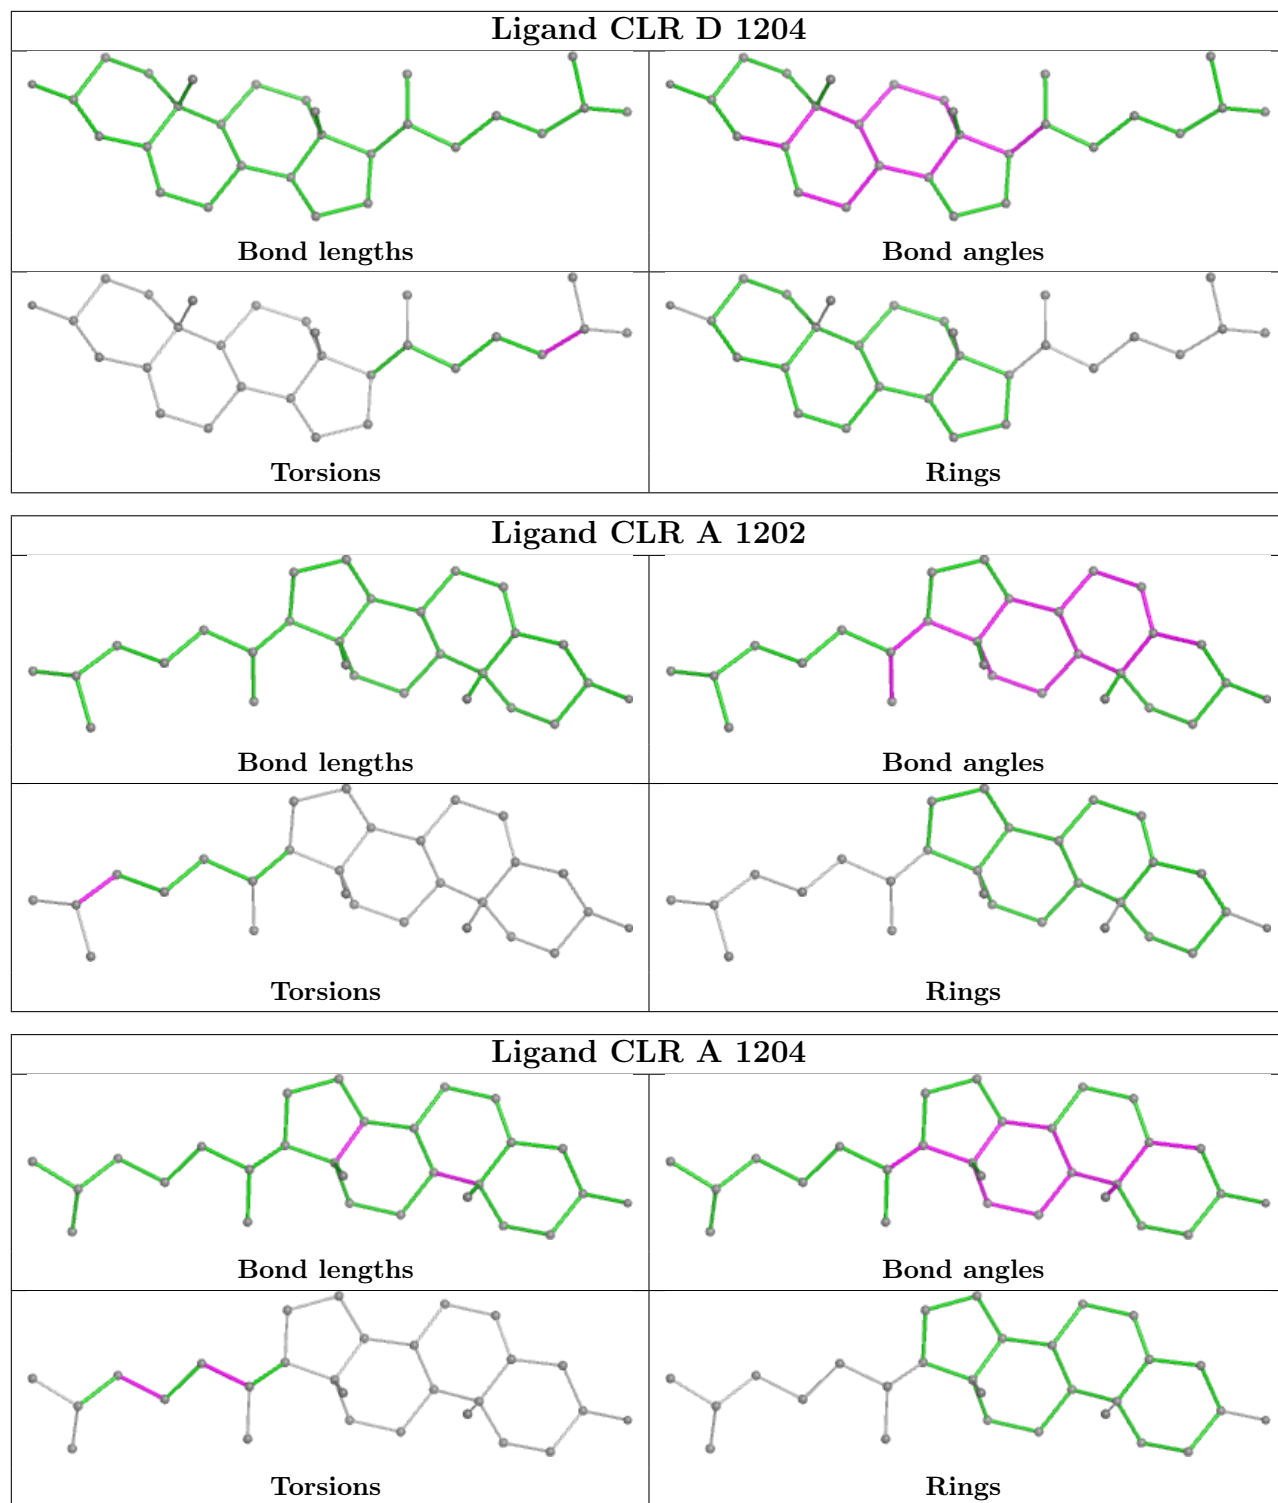 Ligand CLR D 1204
Bond lengths
Bond angles
Torsions
Rings
Ligand CLR A 1202
Bond lengths
Bond angles
Torsions
Rings
Ligand CLR A 1204
Bond lengths
Bond angles
Torsions
Rings